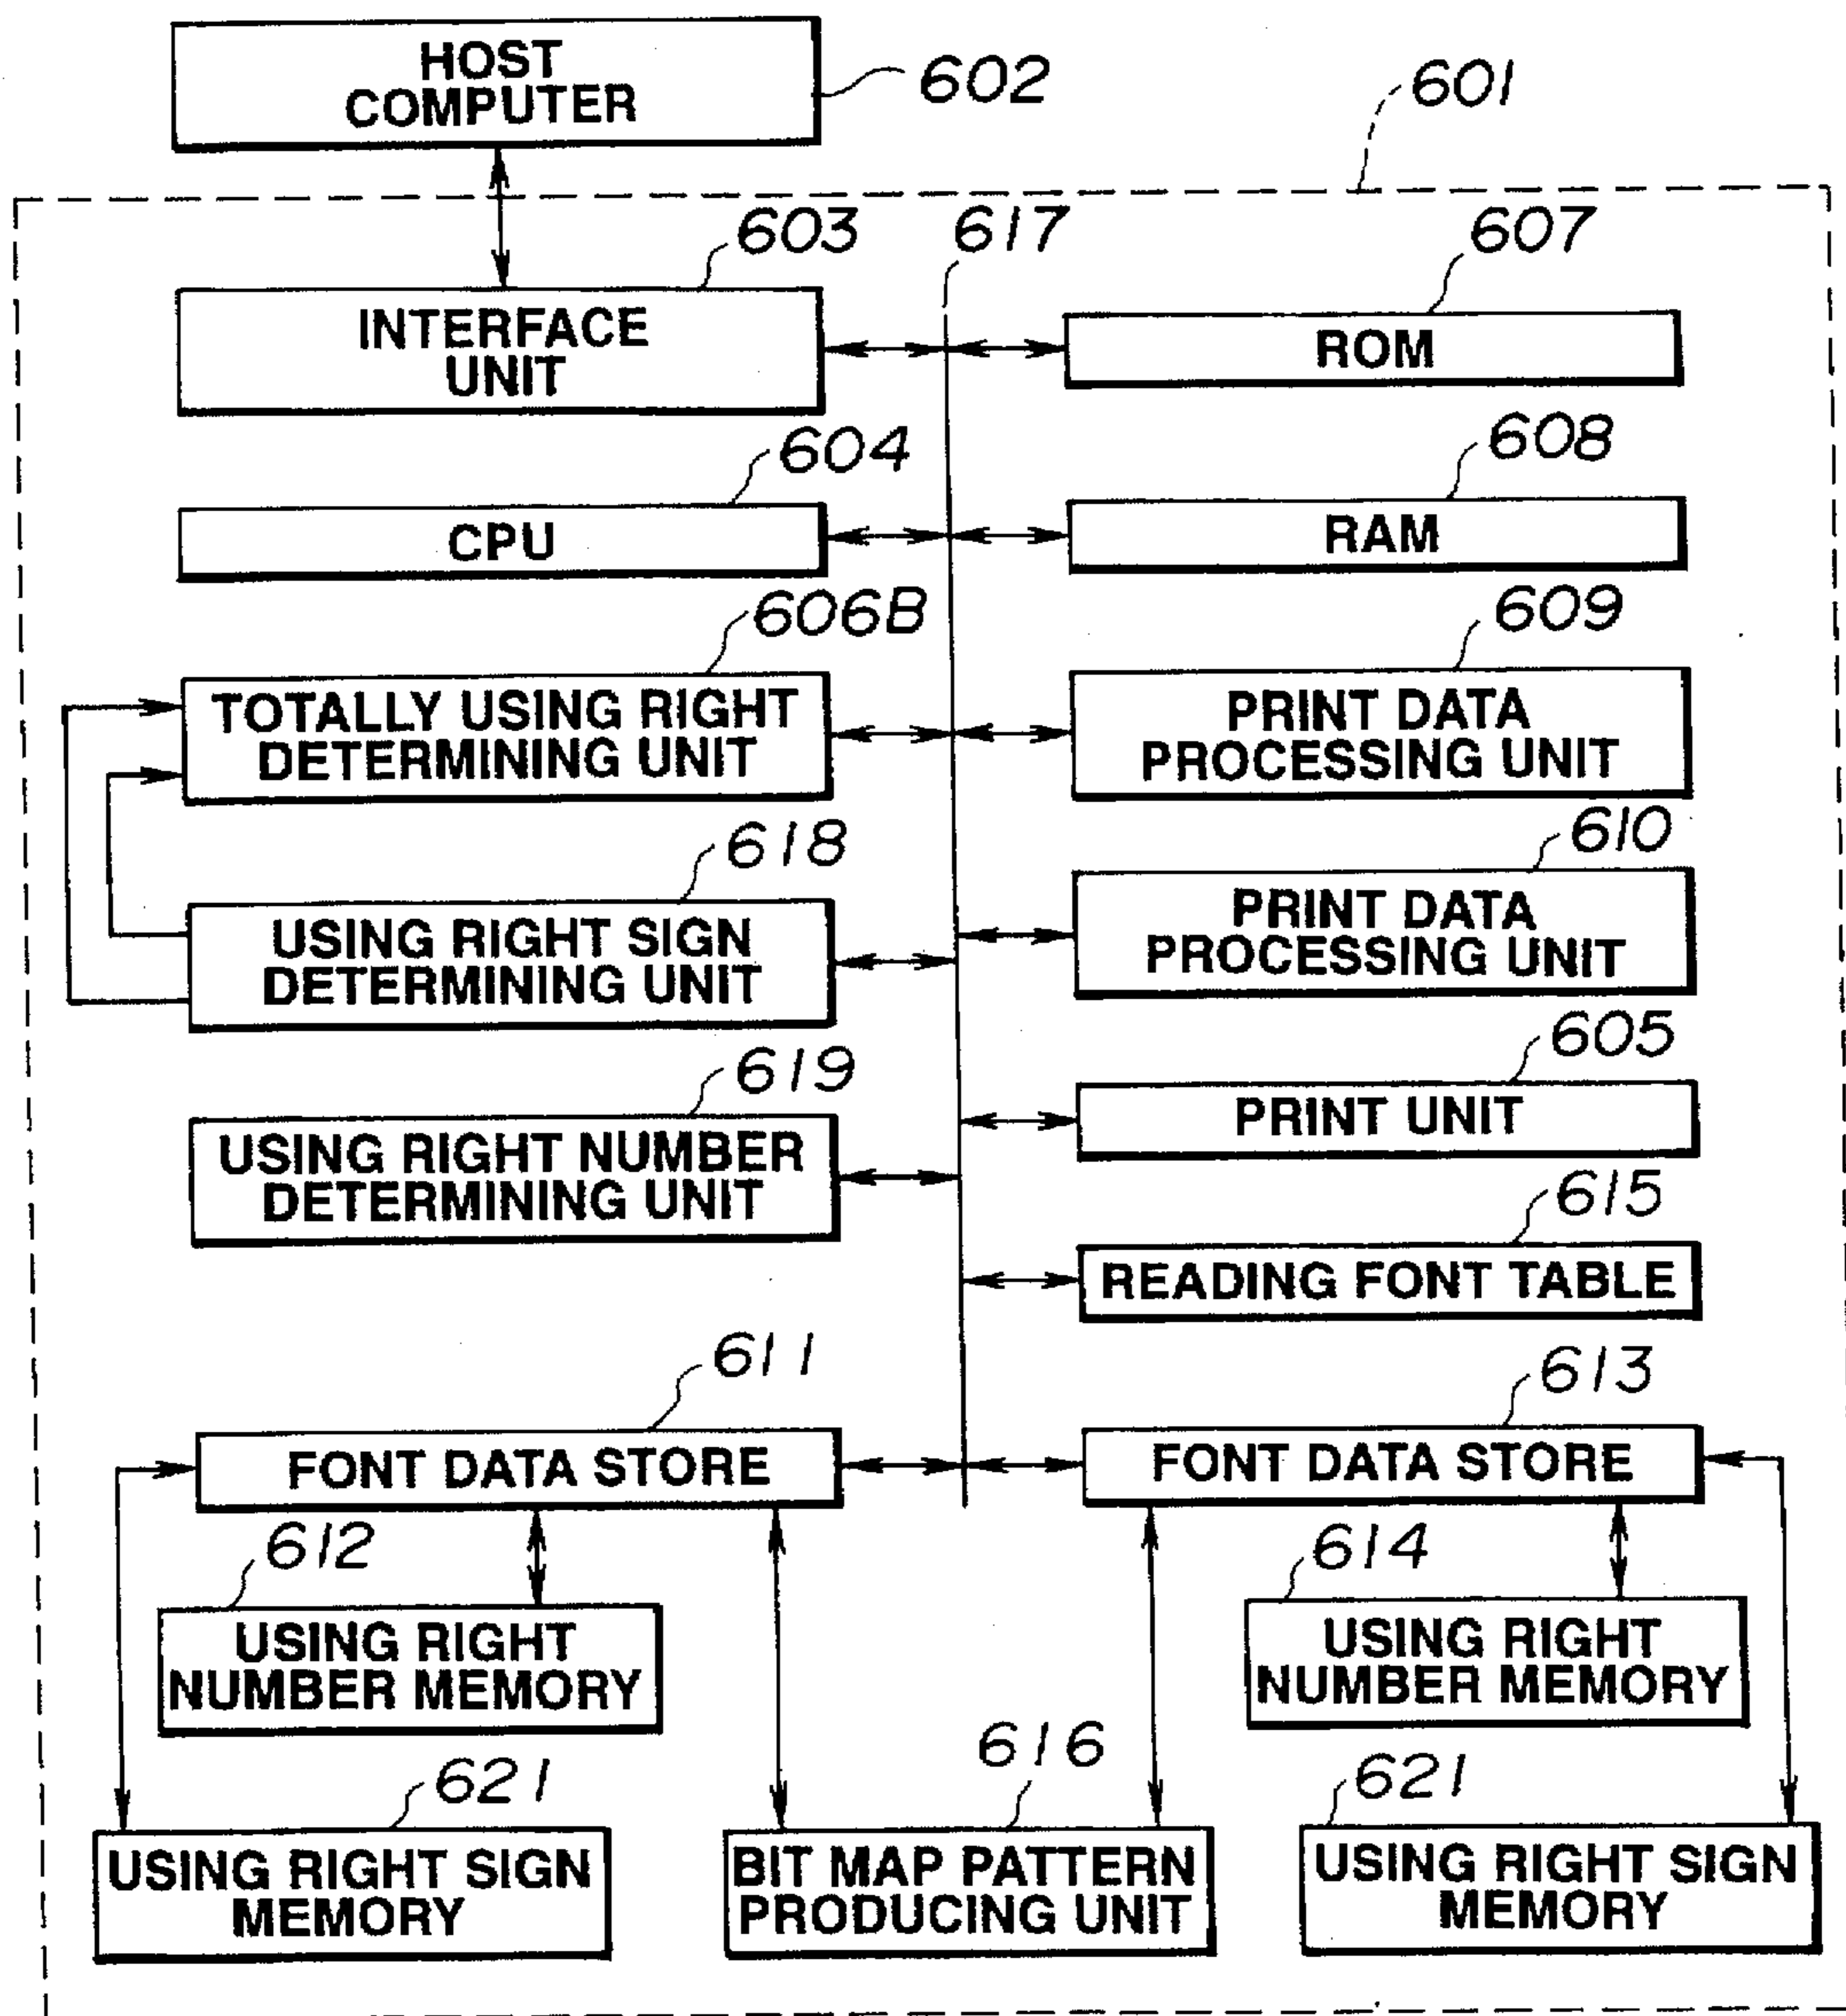 HOST
COMPUTER
602
601
603
617
607
INTERFACE
UNIT
ROM
604
608
CPU
RAM
606B
609
TOTALLY USING RIGHT
DETERMINING UNIT
PRINT DATA
PROCESSING UNIT
618
610
USING RIGHT SIGN
DETERMINING UNIT
PRINT DATA
PROCESSING UNIT
619
605
USING RIGHT NUMBER
DETERMINING UNIT
PRINT UNIT
615
READING FONT TABLE
611
613
FONT DATA STORE
FONT DATA STORE
612
614
USING RIGHT
NUMBER MEMORY
USING RIGHT
NUMBER MEMORY
621
616
621
USING RIGHT SIGN
MEMORY
BIT MAP PATTERN
PRODUCING UNIT
USING RIGHT SIGN
MEMORY